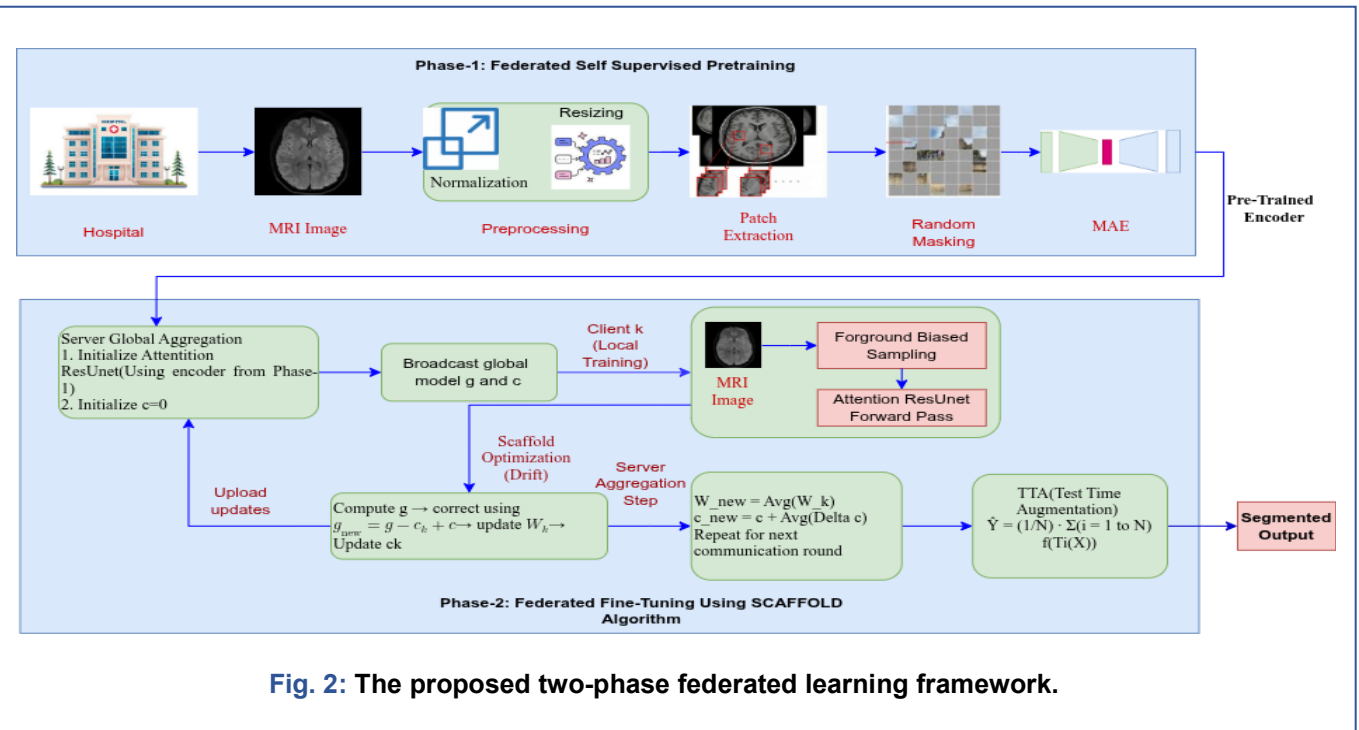 Phase-1: Federated Self Supervised Pretraining
HOSPITAL
Resizing
Normalization
Hospital
MRI Image
Preprocessing
Patch
Extraction
Random
Masking
MAE
Pre-Trained
Encoder
Server Global Aggregation
1. Initialize Attentition
ResUnet(Using encoder from Phase-
1)
2. Initialize c=0
Broadcast global
model g and c
Client k
(Local
Training)
MRI
Image
Forground Biased
Sampling
Attention ResUnet
Forward Pass
Scaffold
Optimization
(Drift)
Upload
updates
Compute g → correct using
g_new = g − c_k + c→ update W_k→
Update ck
Server
Aggregation
Step
W_new = Avg(W_k)
c_new = c + Avg(Delta c)
Repeat for next
communication round
TTA(Test Time
Augmentation)
Ŷ = (1/N) · Σ(i = 1 to N)
f(Ti(X))
Segmented
Output
Phase-2: Federated Fine-Tuning Using SCAFFOLD
Algorithm
Fig. 2: The proposed two-phase federated learning framework.